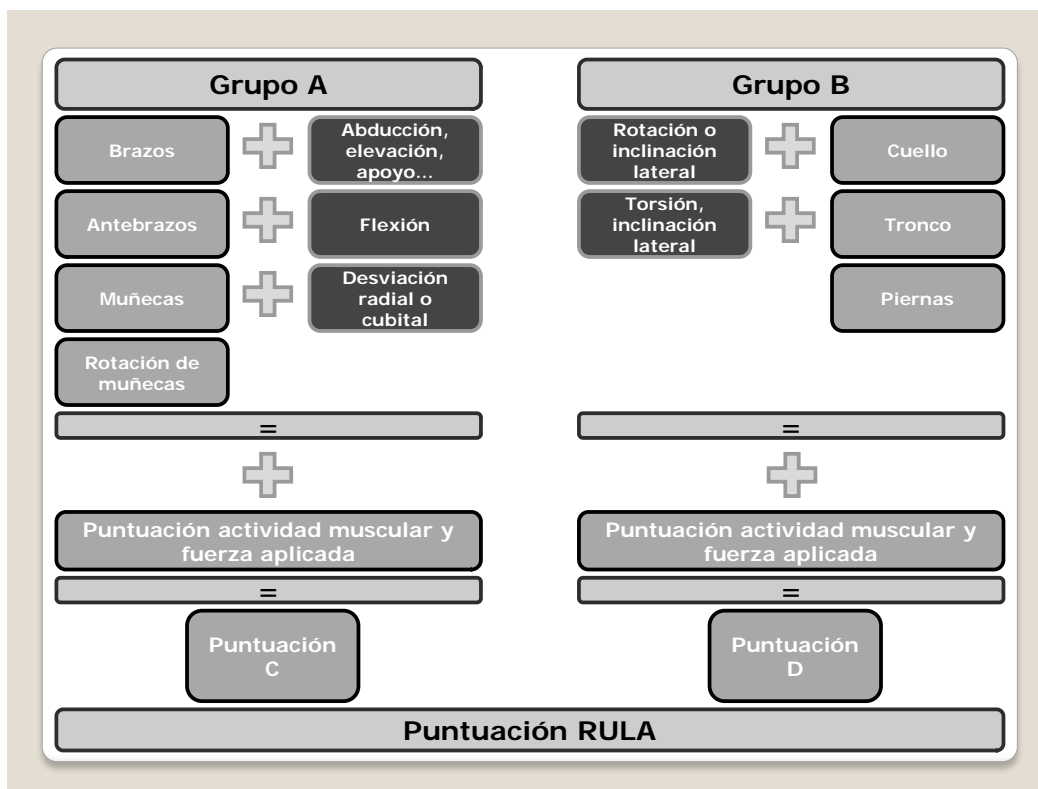 Grupo A
Brazos
Abducción,
elevación,
apoyo...
Antebrazos
Flexión
Muñecas
Desviación
radial o
cubital
Rotación de
muñecas
=
Puntuación actividad muscular y
fuerza aplicada
=
Puntuación
C
Grupo B
Rotación o
inclinación
lateral
Cuello
Torsión,
inclinación
lateral
Tronco
Piernas
=
Puntuación actividad muscular y
fuerza aplicada
=
Puntuación
D
Puntuación RULA